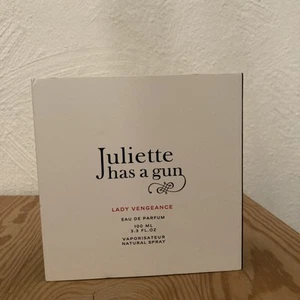 Juliette
has a gun
LADY VENGEANCE
EAU DE PARFUM
100 ML
3.3 FL.OZ
VAPORISATEUR
NATURAL SPRAY